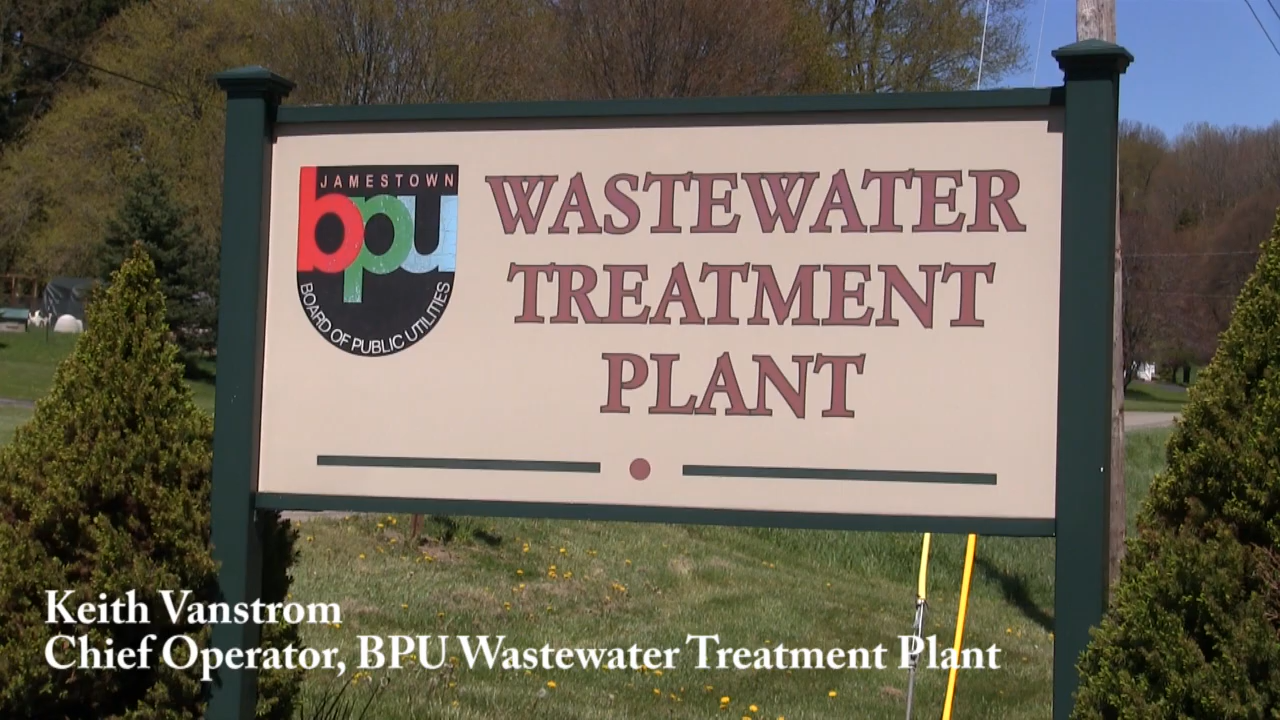 JAMESTOWN
bpu
BOARD OF PUBLIC UTILITIES
WASTEWATER
TREATMENT
PLANT
Keith Vanstrom
Chief Operator, BPU Wastewater Treatment Plant